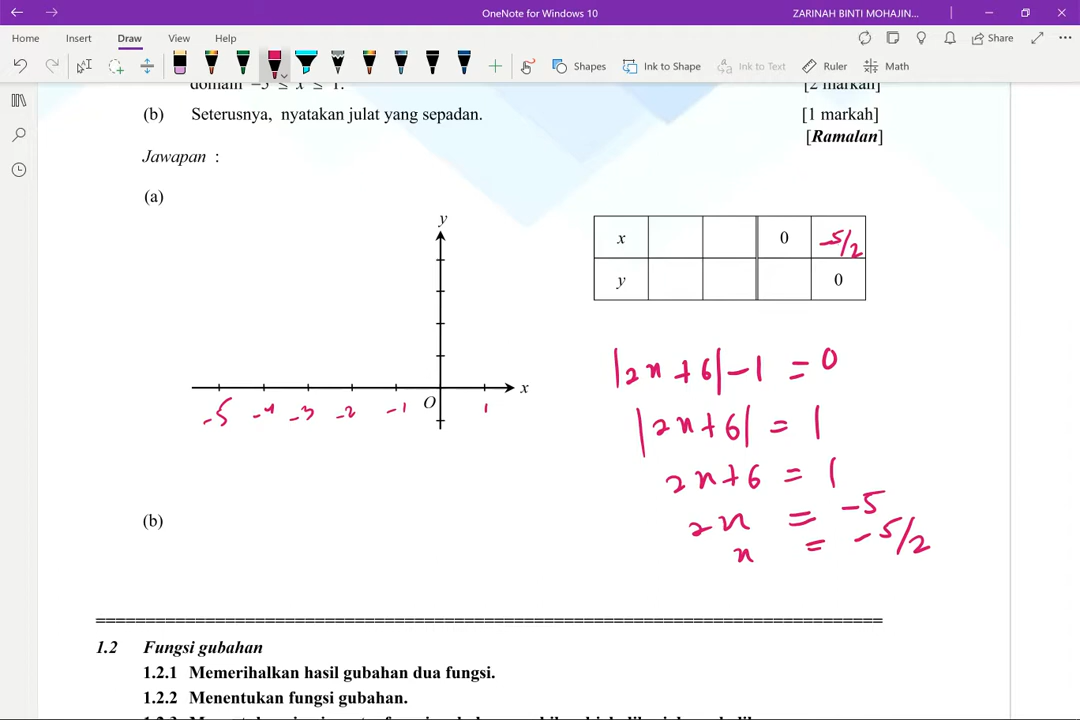 OneNote for Windows 10
ZARINAH BINTI MOHAJIN...
Home Insert Draw View Help
Share
Shapes Ink to Shape Ink to Text Ruler Math
domain −5 ≤ x ≤ 1. [2 markah]
(b) Seterusnya, nyatakan julat yang sepadan. [1 markah]
[Ramalan]
Jawapan :
(a)
y
x 0 -5/2
y 0
x
O
-5 -4 -3 -2 -1 1
|2x+6|-1 = 0
|2x+6| = 1
2x+6 = 1
2x = -5
x = -5/2
(b)
==========================================================================
1.2 Fungsi gubahan
1.2.1 Memerihalkan hasil gubahan dua fungsi.
1.2.2 Menentukan fungsi gubahan.